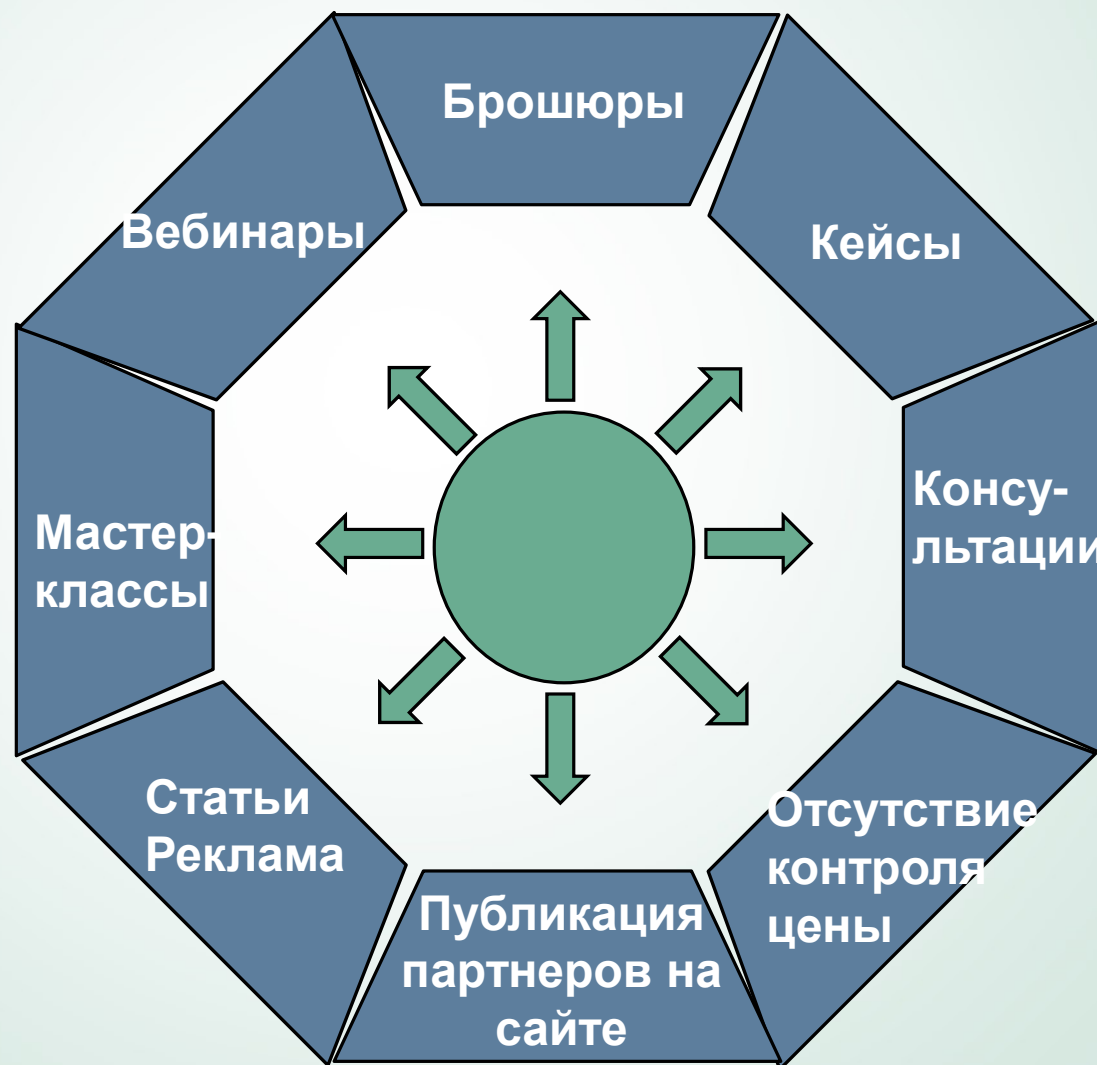 Брошюры
Вебинары
Кейсы
Мастер-
классы
Консу-
льтации
Статьи
Реклама
Отсутствие
контроля
цены
Публикация
партнеров на
сайте